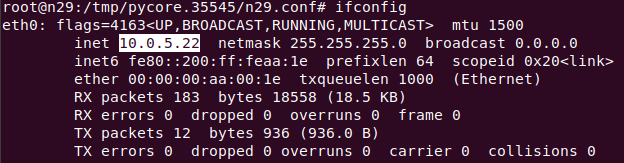 root@n29:/tmp/pycore.35545/n29.conf# ifconfig
eth0: flags=4163<UP,BROADCAST,RUNNING,MULTICAST>  mtu 1500
        inet 10.0.5.22  netmask 255.255.255.0  broadcast 0.0.0.0
        inet6 fe80::200:ff:feaa:1e  prefixlen 64  scopeid 0x20<link>
        ether 00:00:00:aa:00:1e  txqueuelen 1000  (Ethernet)
        RX packets 183  bytes 18558 (18.5 KB)
        RX errors 0  dropped 0  overruns 0  frame 0
        TX packets 12  bytes 936 (936.0 B)
        TX errors 0  dropped 0 overruns 0  carrier 0  collisions 0